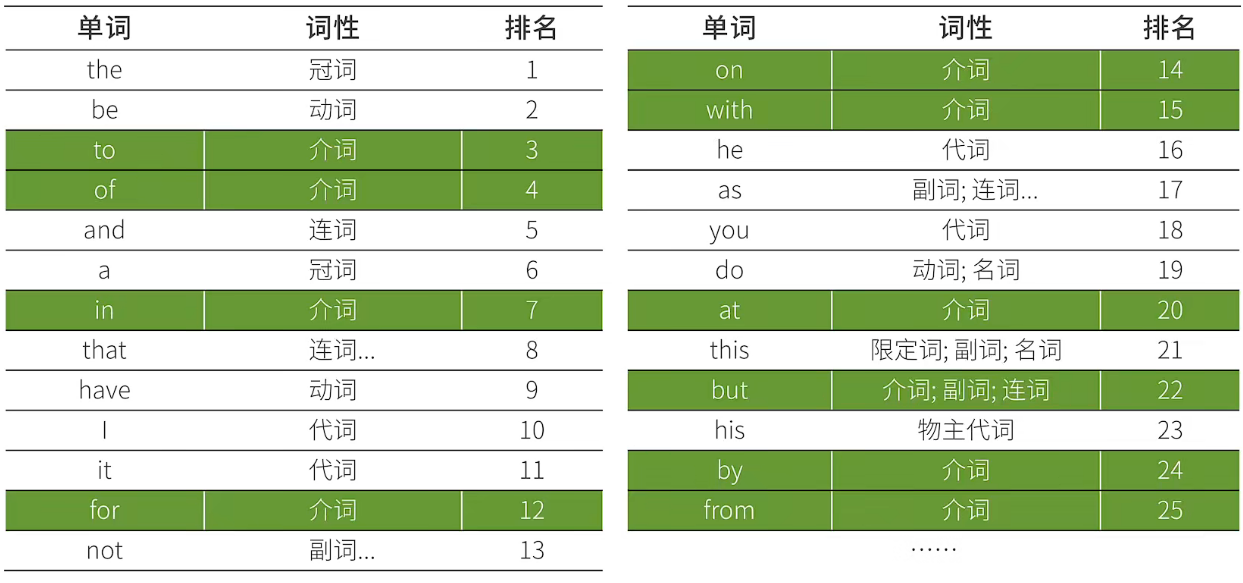 单词 词性 排名
the 冠词 1
be 动词 2
to 介词 3
of 介词 4
and 连词 5
a 冠词 6
in 介词 7
that 连词... 8
have 动词 9
I 代词 10
it 代词 11
for 介词 12
not 副词... 13
单词 词性 排名
on 介词 14
with 介词 15
he 代词 16
as 副词; 连词... 17
you 代词 18
do 动词; 名词 19
at 介词 20
this 限定词; 副词; 名词 21
but 介词; 副词; 连词 22
his 物主代词 23
by 介词 24
from 介词 25
……